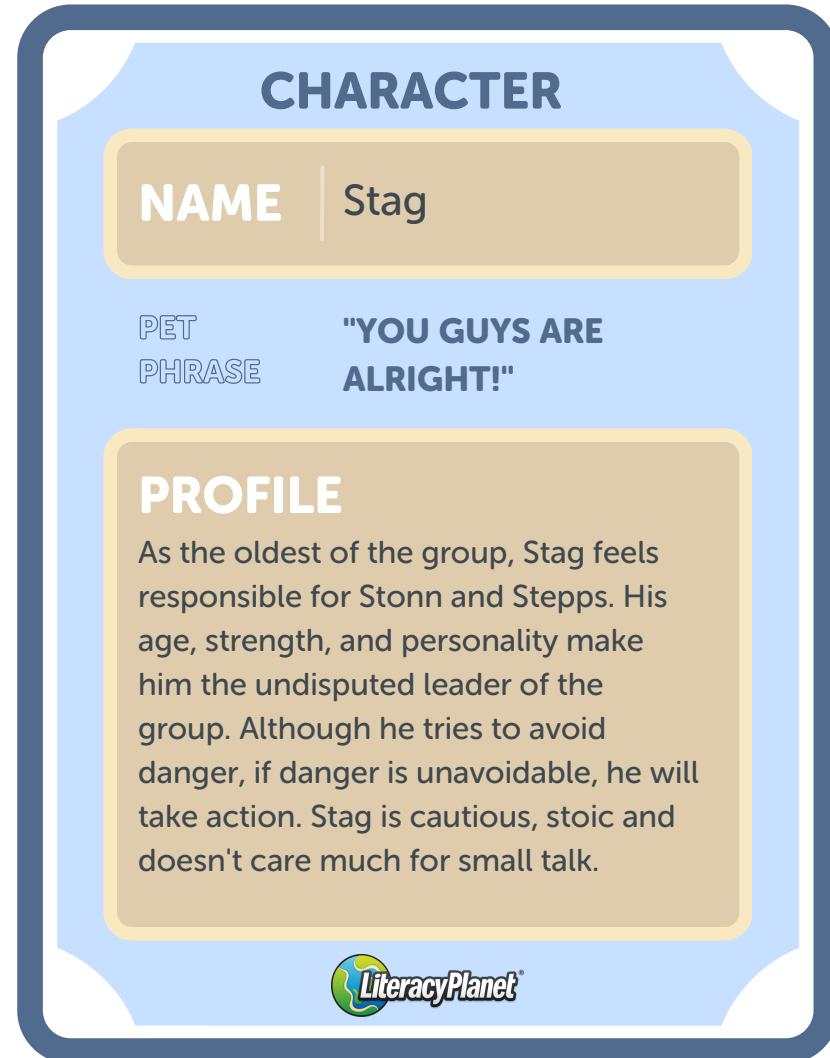 CHARACTER
NAME
Stag
PET
PHRASE
"YOU GUYS ARE
ALRIGHT!"
PROFILE
As the oldest of the group, Stag feels
responsible for Stonn and Stepps. His
age, strength, and personality make
him the undisputed leader of the
group. Although he tries to avoid
danger, if danger is unavoidable, he will
take action. Stag is cautious, stoic and
doesn't care much for small talk.
LiteracyPlanet®